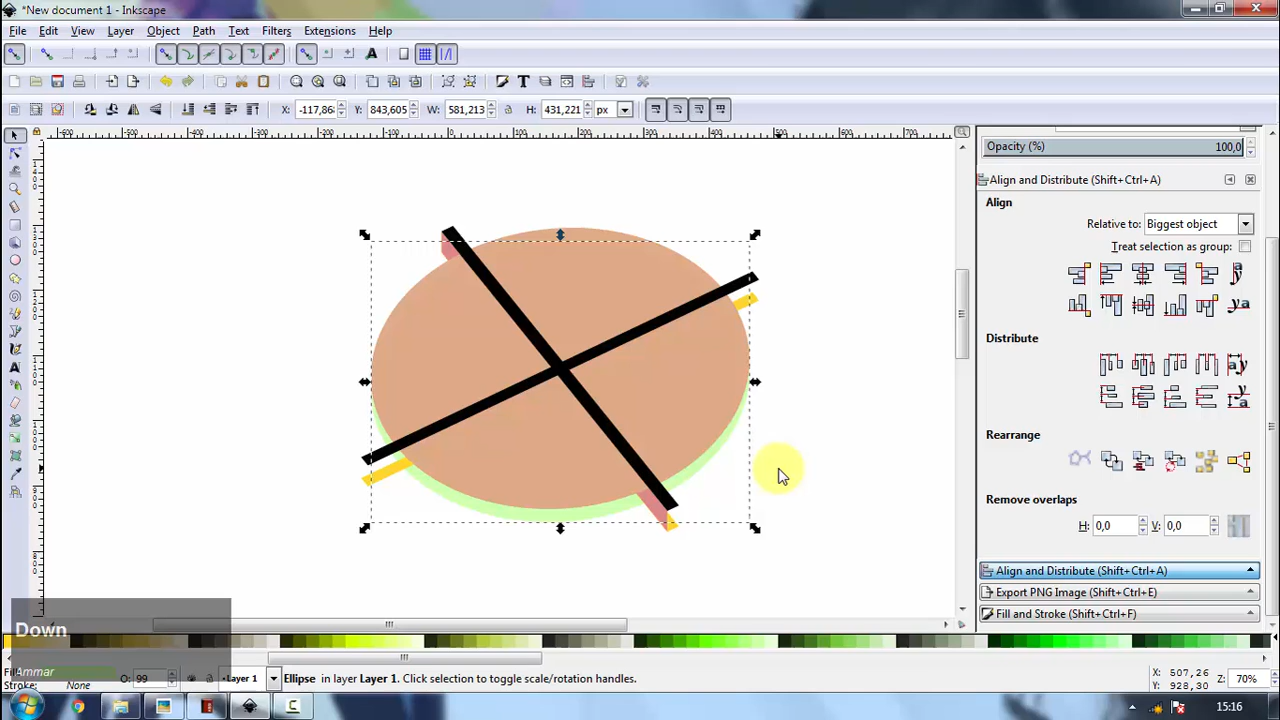 *New document 1 - Inkscape
File Edit View Layer Object Path Text Filters Extensions Help
X: -117,86 Y: 843,605 W: 581,213 H: 431,221 px
Opacity (%) 100,0
Align and Distribute (Shift+Ctrl+A)
Align
Relative to: Biggest object
Treat selection as group:
Distribute
Rearrange
Remove overlaps
H: 0,0 V: 0,0
Align and Distribute (Shift+Ctrl+A)
Export PNG Image (Shift+Ctrl+E)
Fill and Stroke (Shift+Ctrl+F)
Down
Ammar
Stroke: None O: 99 Layer 1 Ellipse in layer Layer 1. Click selection to toggle scale/rotation handles.
X: 507,26
Y: 928,30
Z: 70%
15:16